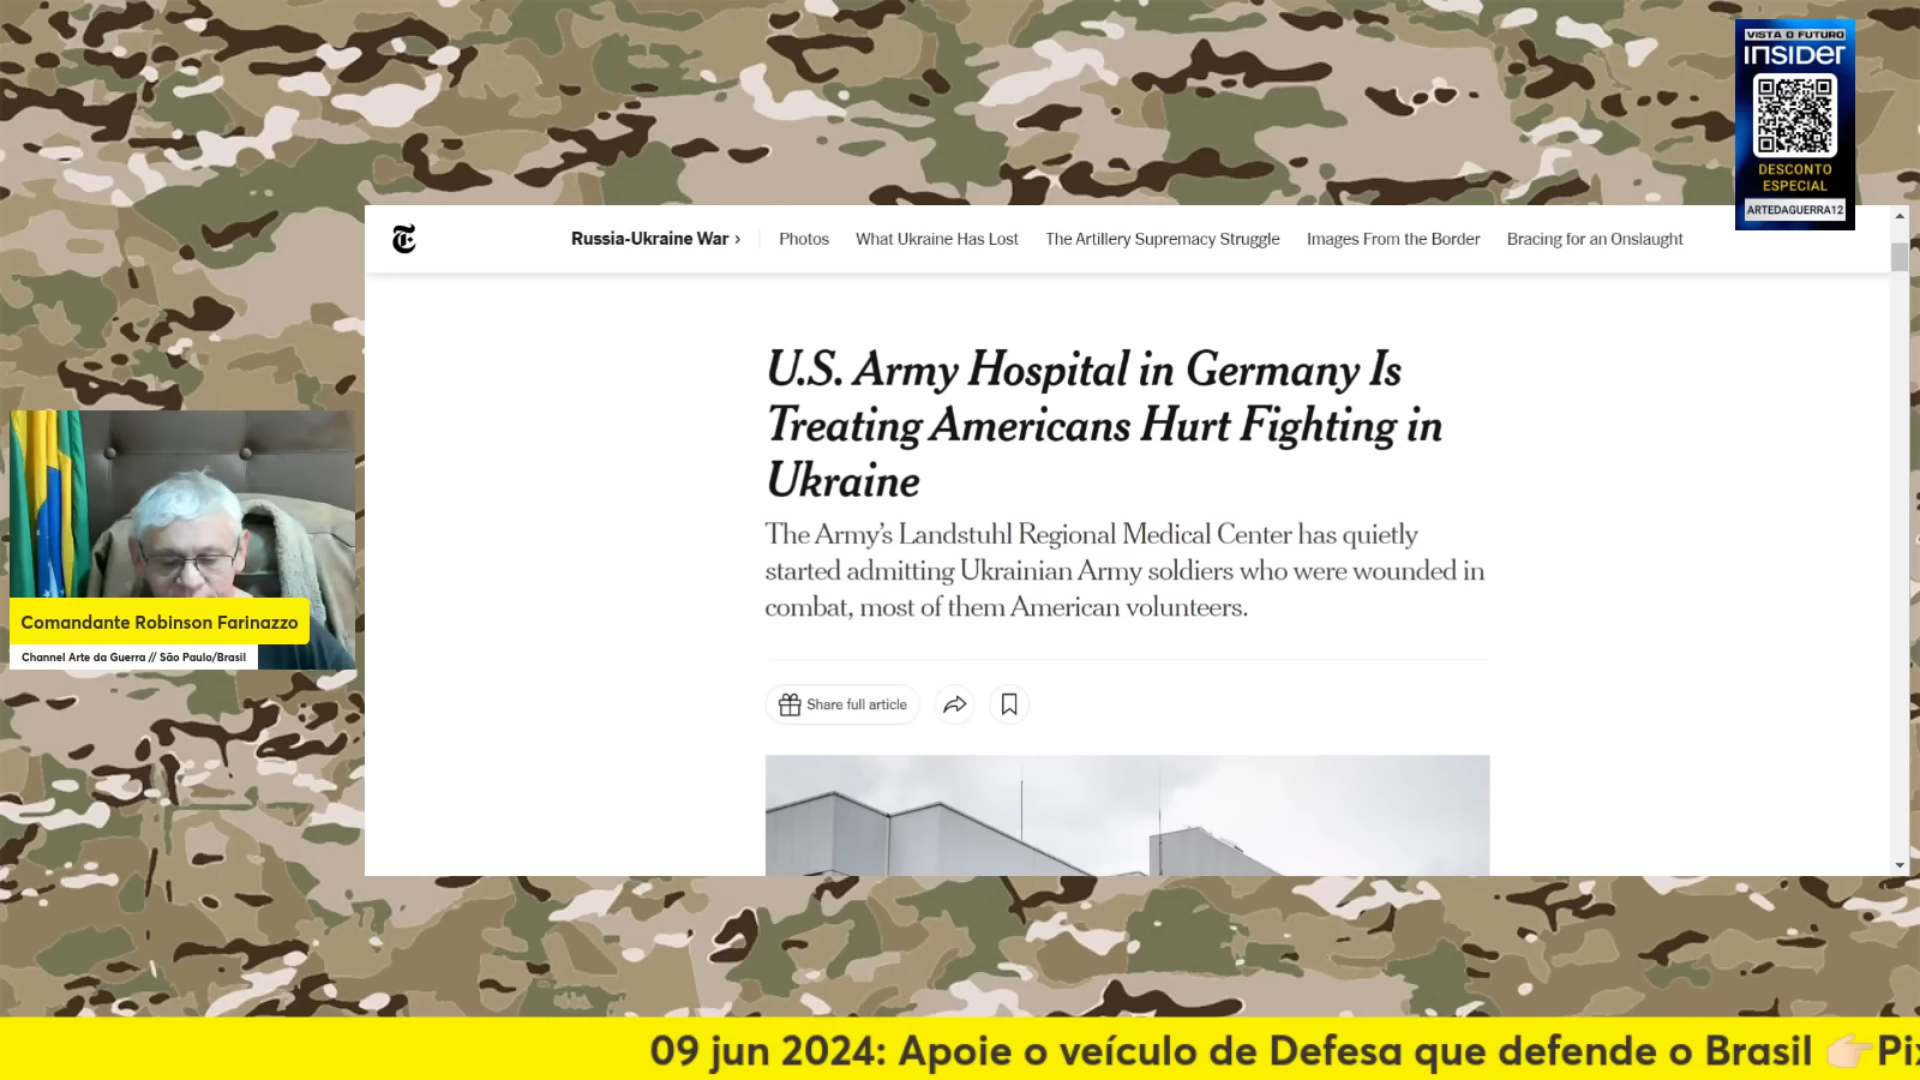 VISTA O FUTURO
INSIDER
DESCONTO
ESPECIAL
ARTEDAGUERRA12
Russia-Ukraine War ›
Photos
What Ukraine Has Lost
The Artillery Supremacy Struggle
Images From the Border
Bracing for an Onslaught
U.S. Army Hospital in Germany Is
Treating Americans Hurt Fighting in
Ukraine
The Army’s Landstuhl Regional Medical Center has quietly
started admitting Ukrainian Army soldiers who were wounded in
combat, most of them American volunteers.
Share full article
Comandante Robinson Farinazzo
Channel Arte da Guerra // São Paulo/Brasil
09 jun 2024: Apoie o veículo de Defesa que defende o Brasil 👉🏻 Pix